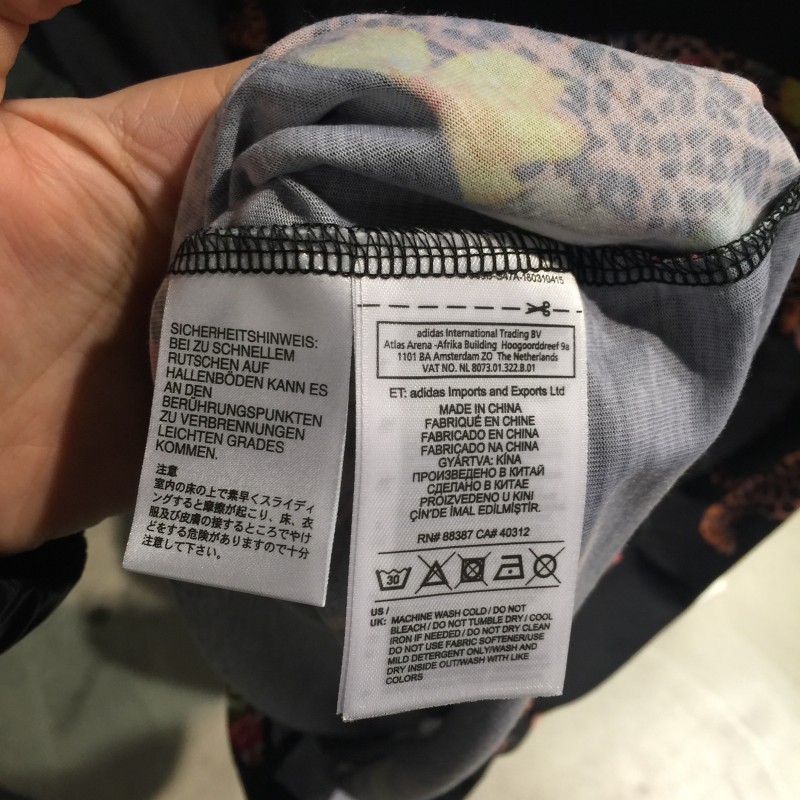 SICHERHEITSHINWEIS:
BEI ZU SCHNELLEM
RUTSCHEN AUF
HALLENBÖDEN KANN ES
AN DEN
BERÜHRUNGSPUNKTEN
ZU VERBRENNUNGEN
LEICHTEN GRADES
KOMMEN.
注意
室内の床の上で素早くスライディ
ングすると摩擦が起こり、床、衣
服及び皮膚の接するところでやけ
どをする危険がありますので十分
注意して下さい。
adidas International Trading BV
Atlas Arena -Afrika Building Hoogoorddreef 9a
1101 BA Amsterdam ZO The Netherlands
VAT NO. NL 8073.01.322.B.01
ET: adidas Imports and Exports Ltd
MADE IN CHINA
FABRIQUÉ EN CHINE
FABRICADO EN CHINA
FABRICADO NA CHINA
GYÁRTVA: KÍNA
ПРОИЗВЕДЕНО В КИТАЙ
СДЕЛАНО В КИТАЕ
PROIZVEDENO U KINI
ÇİN'DE İMAL EDİLMİŞTİR.
RN# 88387 CA# 40312
30
US /
UK: MACHINE WASH COLD / DO NOT
BLEACH / DO NOT TUMBLE DRY / COOL
IRON IF NEEDED / DO NOT DRY CLEAN
DO NOT USE FABRIC SOFTENER/USE
MILD DETERGENT ONLY/WASH AND
DRY INSIDE OUT/WASH WITH LIKE
COLORS